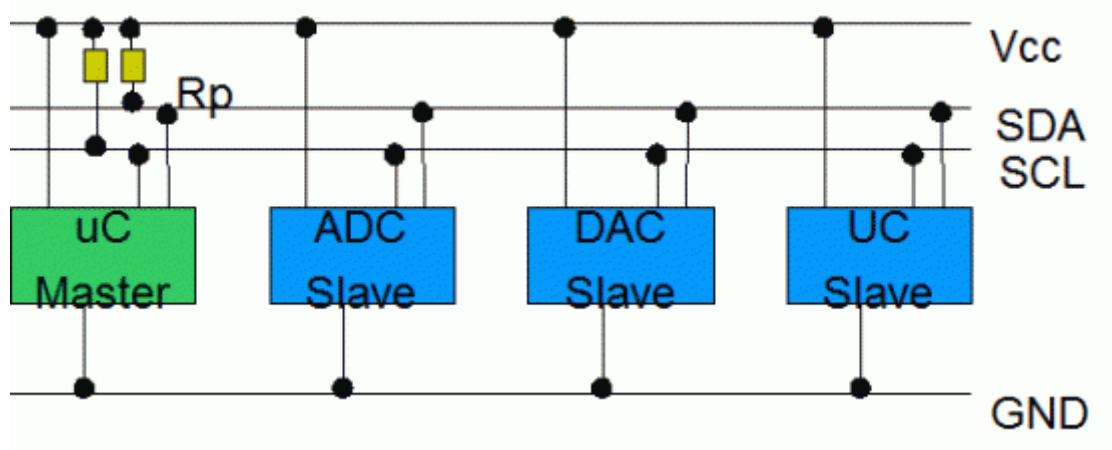 Vcc
Rp
SDA
SCL
uC
Master
ADC
Slave
DAC
Slave
UC
Slave
GND